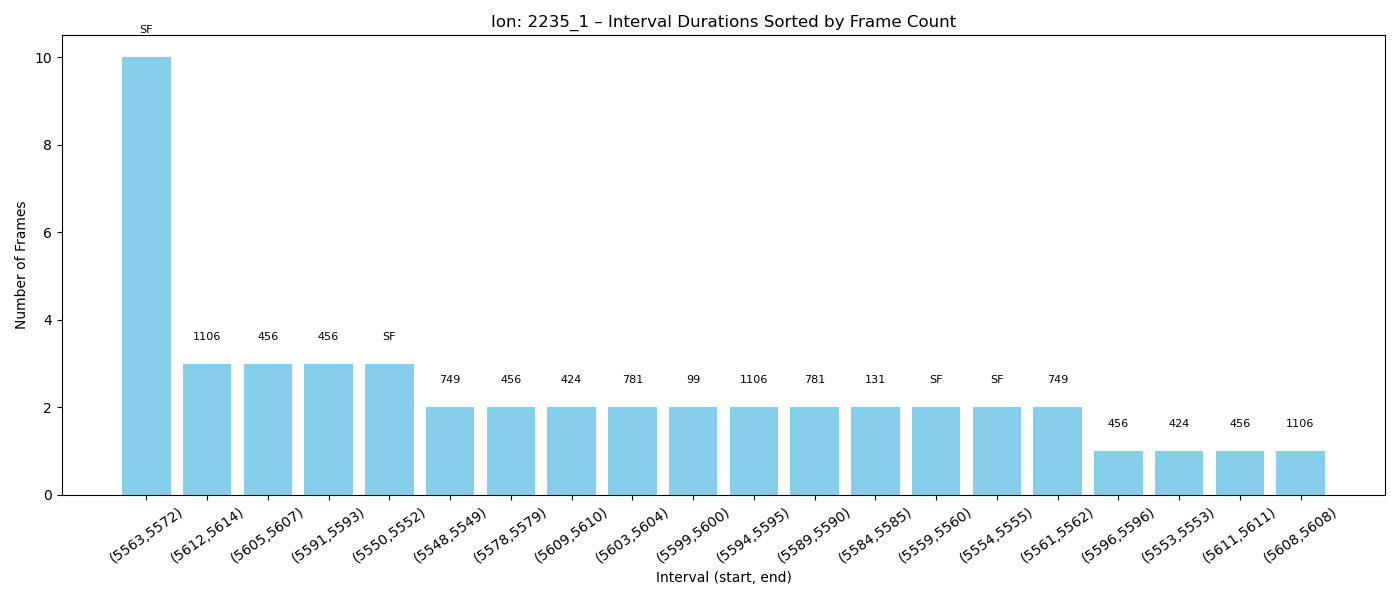 Ion: 2235_1 – Interval Durations Sorted by Frame Count
SF
10
8
6
4
2
0
Number of Frames
1106 456 456 SF
749 456 424 781 99 1106 781 131 SF SF 749
456 424 456 1106
(5563,5572) (5612,5614) (5605,5607) (5591,5593) (5550,5552) (5548,5549) (5578,5579) (5609,5610) (5603,5604) (5599,5600) (5594,5595) (5589,5590) (5584,5585) (5559,5560) (5554,5555) (5561,5562) (5596,5596) (5553,5553) (5611,5611) (5608,5608)
Interval (start, end)